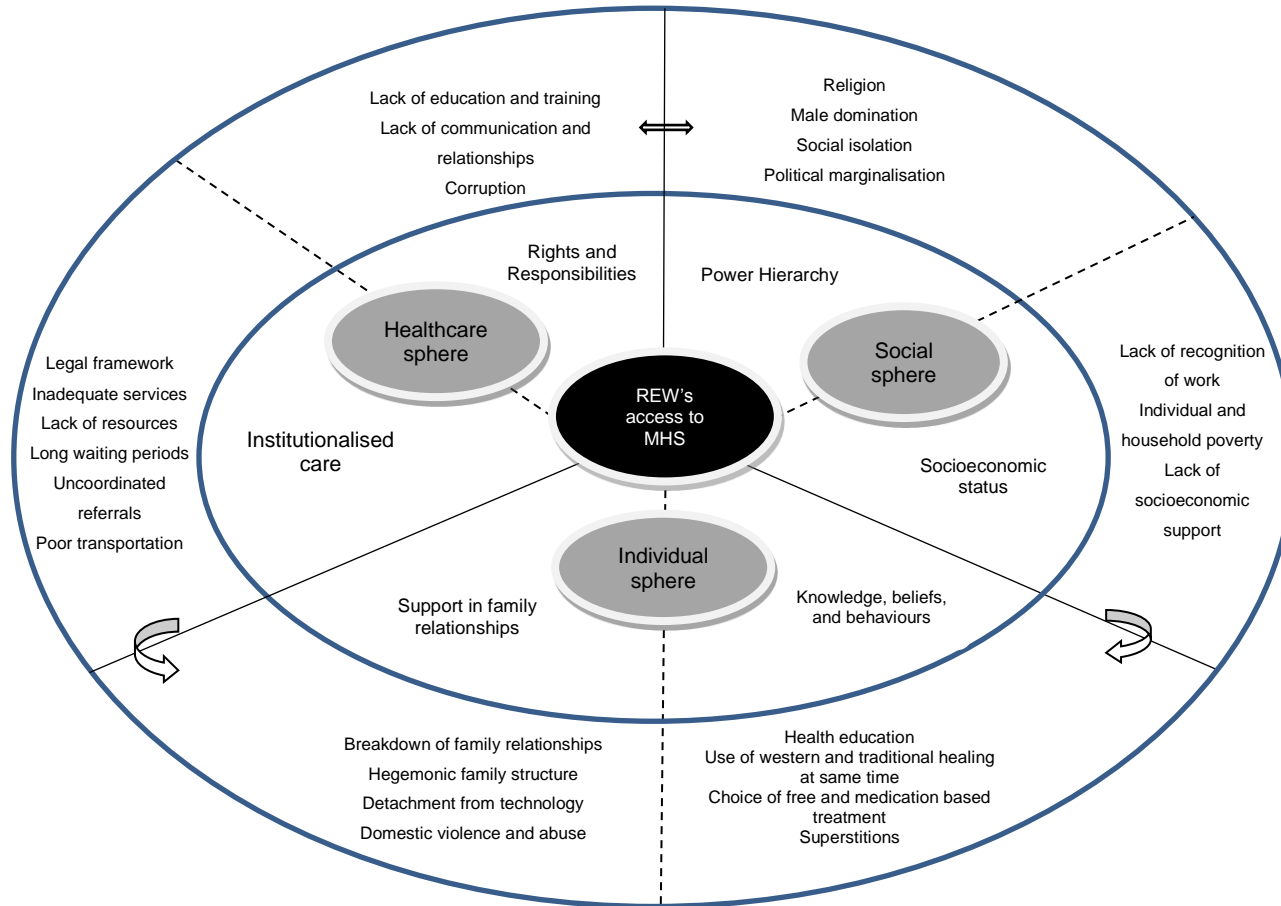 Lack of education and training
Lack of communication and
relationships
Corruption
Religion
Male domination
Social isolation
Political marginalisation
Rights and
Responsibilities
Power Hierarchy
Healthcare
sphere
Social
sphere
REW's
access to
MHS
Legal framework
Inadequate services
Lack of resources
Long waiting periods
Uncoordinated
referrals
Poor transportation
Institutionalised
care
Socioeconomic
status
Lack of recognition
of work
Individual and
household poverty
Lack of
socioeconomic
support
Individual
sphere
Support in family
relationships
Knowledge, beliefs,
and behaviours
Breakdown of family relationships
Hegemonic family structure
Detachment from technology
Domestic violence and abuse
Health education
Use of western and traditional healing
at same time
Choice of free and medication based
treatment
Superstitions